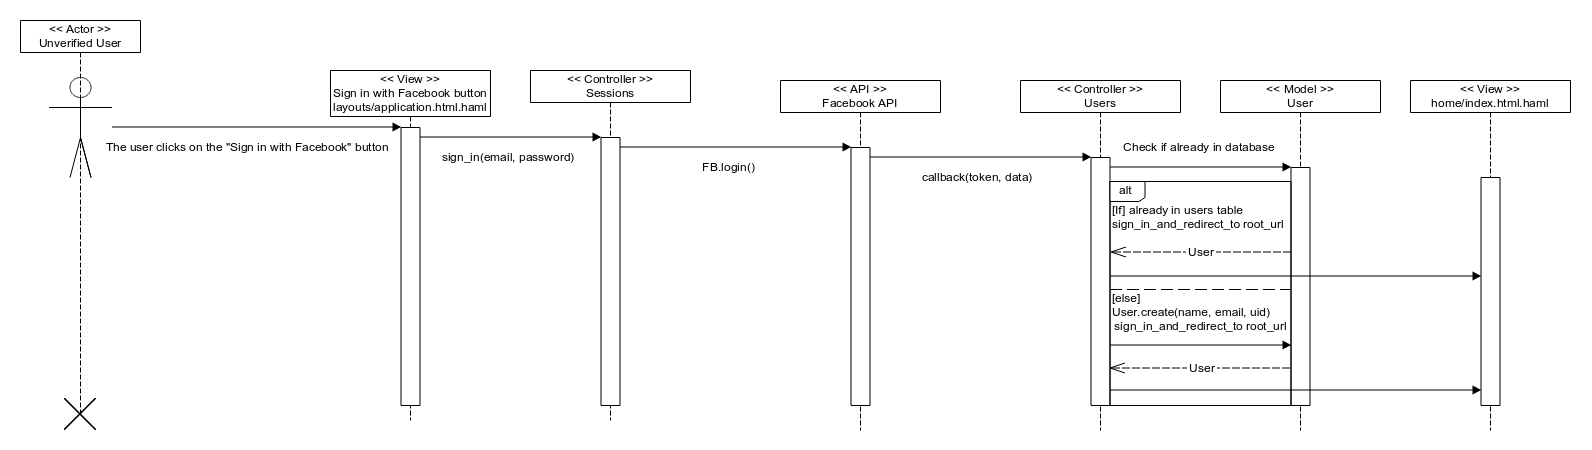 << Actor >>
Unverified User
<< View >>
Sign in with Facebook button
layouts/application.html.haml
<< Controller >>
Sessions
<< API >>
Facebook API
<< Controller >>
Users
<< Model >>
User
<< View >>
home/index.html.haml
The user clicks on the "Sign in with Facebook" button
sign_in(email, password)
FB.login()
callback(token, data)
Check if already in database
alt
[If] already in users table
sign_in_and_redirect_to root_url
User
[else]
User.create(name, email, uid)
sign_in_and_redirect_to root_url
User